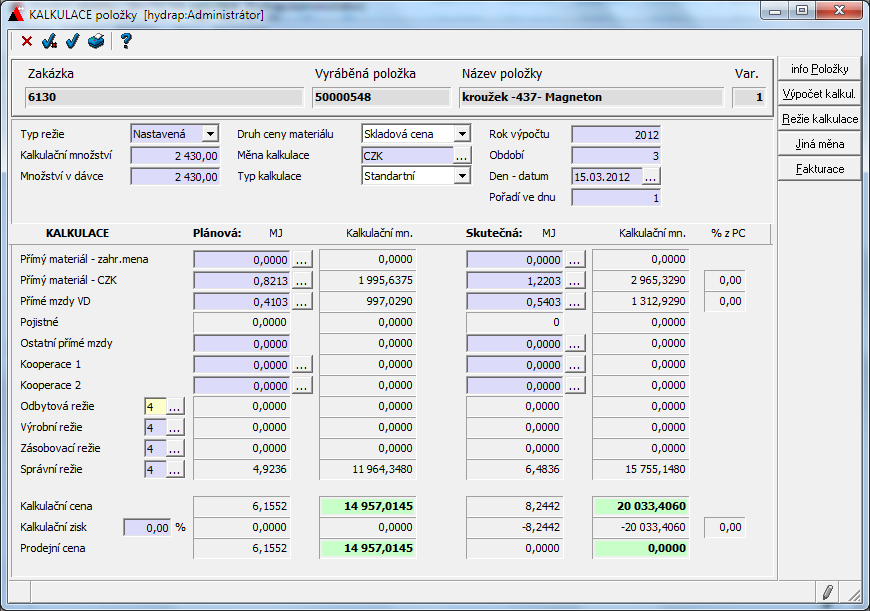 KALKULACE položky [hydrap:Administrátor]
Zakázka Vyráběná položka Název položky Var.
6130 50000548 kroužek -437- Magneton 1
info Položky
Výpočet kalkul.
Režie kalkulace
Jiná měna
Fakturace
Typ režie Nastavená Druh ceny materiálu Skladová cena Rok výpočtu 2012
Kalkulační množství 2 430,00 Měna kalkulace CZK ... Období 3
Množství v dávce 2 430,00 Typ kalkulace Standartní Den - datum 15.03.2012 ...
Pořadí ve dnu 1
KALKULACE Plánová: MJ Kalkulační mn. Skutečná: MJ Kalkulační mn. % z PC
Přímý materiál - zahr.mena 0,0000 ... 0,0000 0,0000 ... 0,0000
Přímý materiál - CZK 0,8213 ... 1 995,6375 1,2203 ... 2 965,3290 0,00
Přímé mzdy VD 0,4103 ... 997,0290 0,5403 ... 1 312,9290 0,00
Pojistné 0,0000 0,0000 0 0,0000
Ostatní přímé mzdy 0,0000 0,0000 0,0000 ... 0,0000
Kooperace 1 0,0000 ... 0,0000 0,0000 ... 0,0000
Kooperace 2 0,0000 ... 0,0000 0,0000 ... 0,0000
Odbytová režie 4 ... 0,0000 0,0000 0,0000 0,0000
Výrobní režie 4 ... 0,0000 0,0000 0,0000 0,0000
Zásobovací režie 4 ... 0,0000 0,0000 0,0000 0,0000
Správní režie 4 ... 4,9236 11 964,3480 6,4836 15 755,1480
Kalkulační cena 6,1552 14 957,0145 8,2442 20 033,4060
Kalkulační zisk 0,00 % 0,0000 0,0000 -8,2442 -20 033,4060 0,00
Prodejní cena 6,1552 14 957,0145 0,0000 0,0000